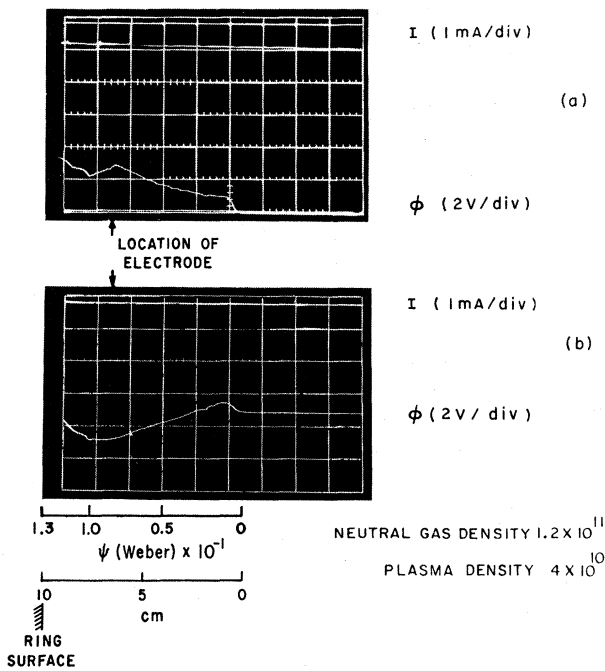 I (1mA/div)
(a)
ϕ (2V/div)
LOCATION OF
ELECTRODE
I (1mA/div)
(b)
ϕ (2V/div)
1.3 1.0 0.5 0
ψ (Weber) x 10⁻¹
NEUTRAL GAS DENSITY 1.2 X 10¹¹
PLASMA DENSITY 4 X 10¹⁰
10 5 0
cm
RING
SURFACE